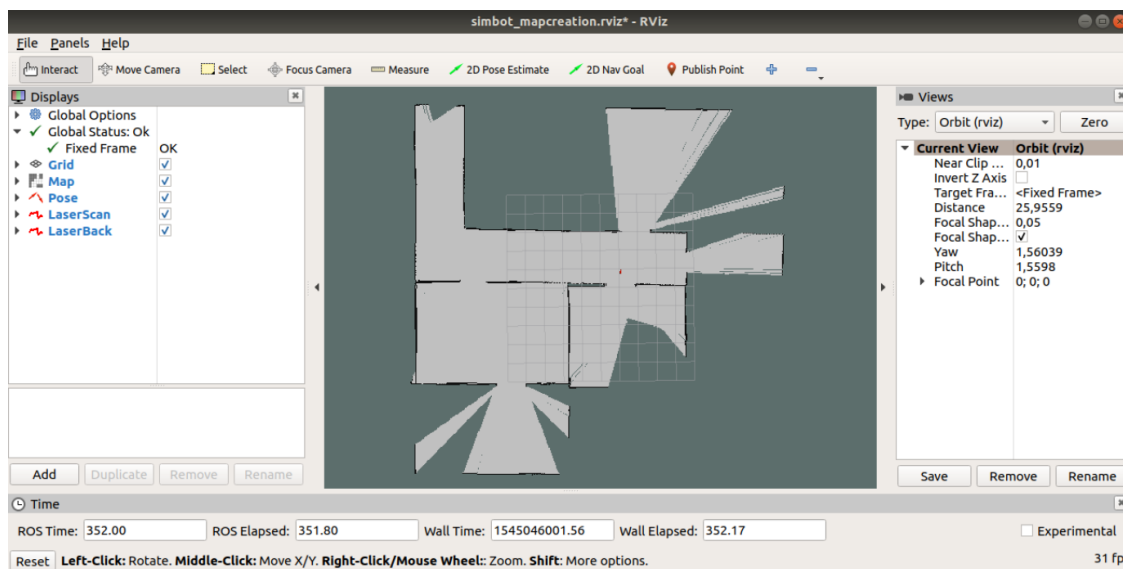 simbot_mapcreation.rviz* - RViz
File Panels Help
Interact Move Camera Select Focus Camera Measure 2D Pose Estimate 2D Nav Goal Publish Point
Displays
Global Options
Global Status: Ok
Fixed Frame OK
Grid
Map
Pose
LaserScan
LaserBack
Add Duplicate Remove Rename
Views
Type: Orbit (rviz) Zero
Current View Orbit (rviz)
Near Clip ... 0,01
Invert Z Axis
Target Fra... <Fixed Frame>
Distance 25,9559
Focal Shap... 0,05
Focal Shap...
Yaw 1,56039
Pitch 1,5598
Focal Point 0; 0; 0
Save Remove Rename
Time
ROS Time: 352.00 ROS Elapsed: 351.80 Wall Time: 1545046001.56 Wall Elapsed: 352.17 Experimental
Reset Left-Click: Rotate. Middle-Click: Move X/Y. Right-Click/Mouse Wheel:: Zoom. Shift: More options. 31 fp